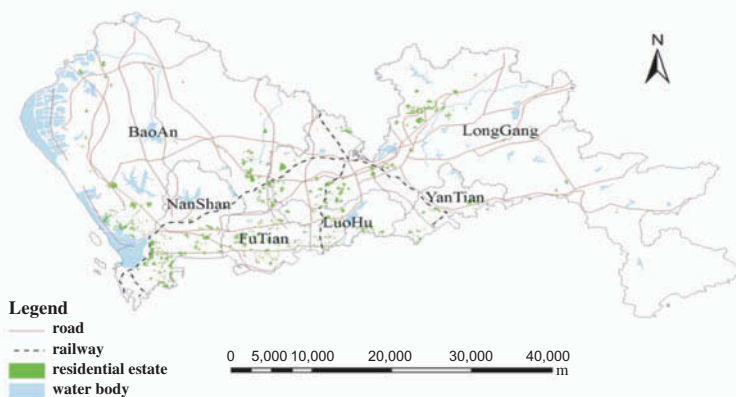 N
BaoAn
LongGang
NanShan
YanTian
LuoHu
FuTian
Legend
road
railway
residential estate
water body
0 5,000 10,000 20,000 30,000 40,000
m